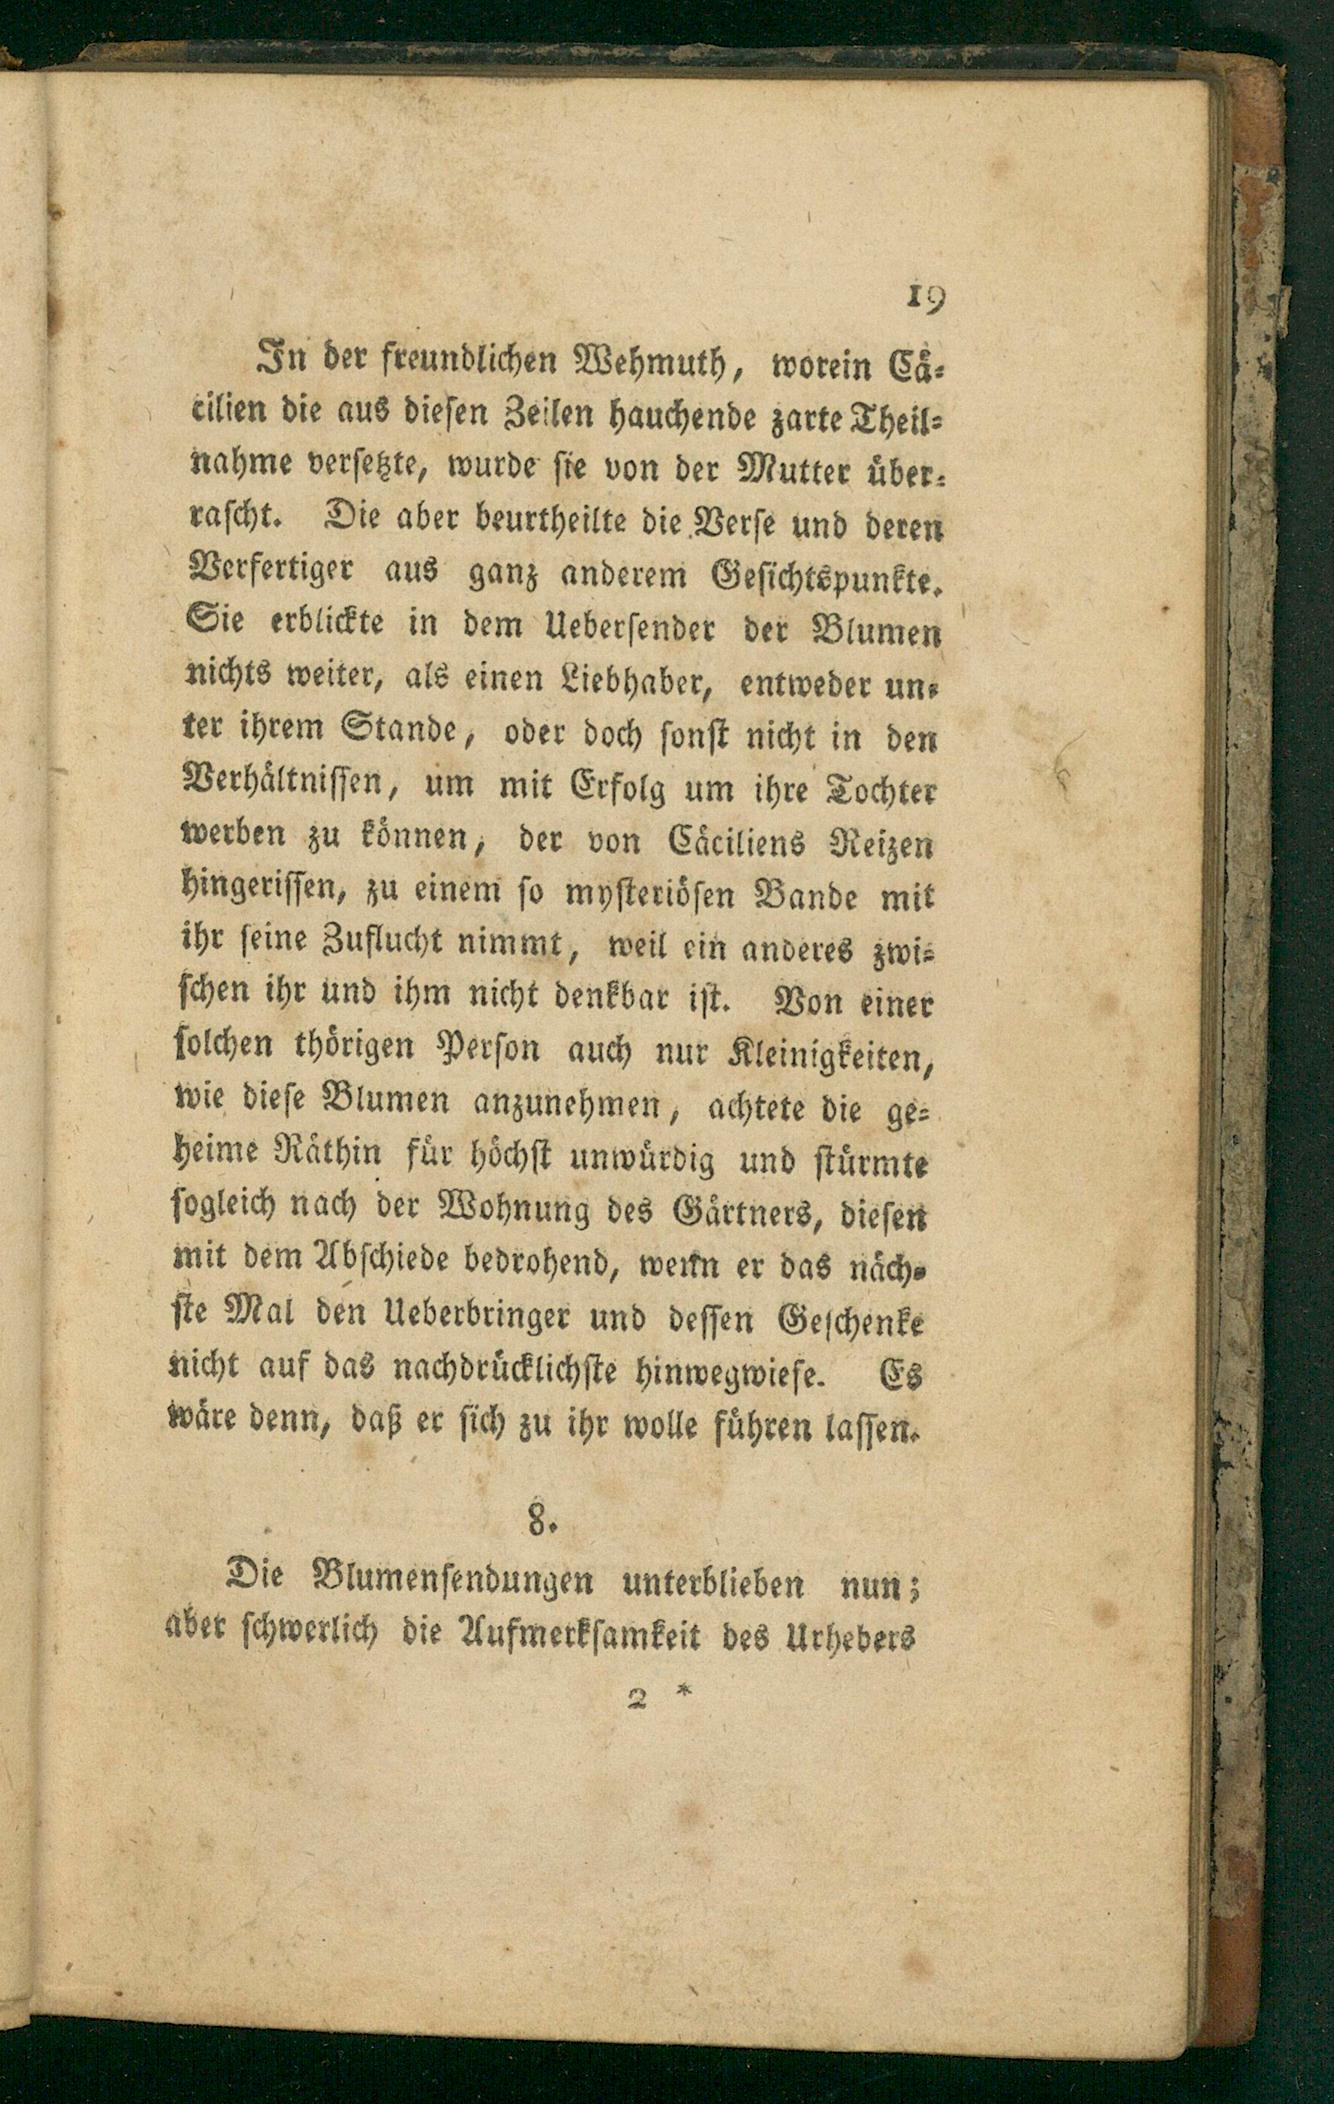 19
In der freundlichen Wehmuth, worein Cä-
cilien die aus diesen Zeilen hauchende zarte Theil-
nahme versetzte, wurde sie von der Mutter über-
rascht. Die aber beurtheilte die Verse und deren
Verfertiger aus ganz anderem Gesichtspunkte.
Sie erblickte in dem Uebersender der Blumen
nichts weiter, als einen Liebhaber, entweder un-
ter ihrem Stande, oder doch sonst nicht in den
Verhältnissen, um mit Erfolg um ihre Tochter
werben zu können, der von Cäciliens Reizen
hingerissen, zu einem so mysteriösen Bande mit
ihr seine Zuflucht nimmt, weil ein anderes zwi-
schen ihr und ihm nicht denkbar ist. Von einer
solchen thörigen Person auch nur Kleinigkeiten,
wie diese Blumen anzunehmen, achtete die ge-
heime Räthin für höchst unwürdig und stürmte
sogleich nach der Wohnung des Gärtners, diesen
mit dem Abschiede bedrohend, wenn er das näch-
ste Mal den Ueberbringer und dessen Geschenke
nicht auf das nachdrücklichste hinwegwiese. Es
wäre denn, daß er sich zu ihr wolle führen lassen.
8.
Die Blumensendungen unterblieben nun;
aber schwerlich die Aufmerksamkeit des Urhebers
2 *